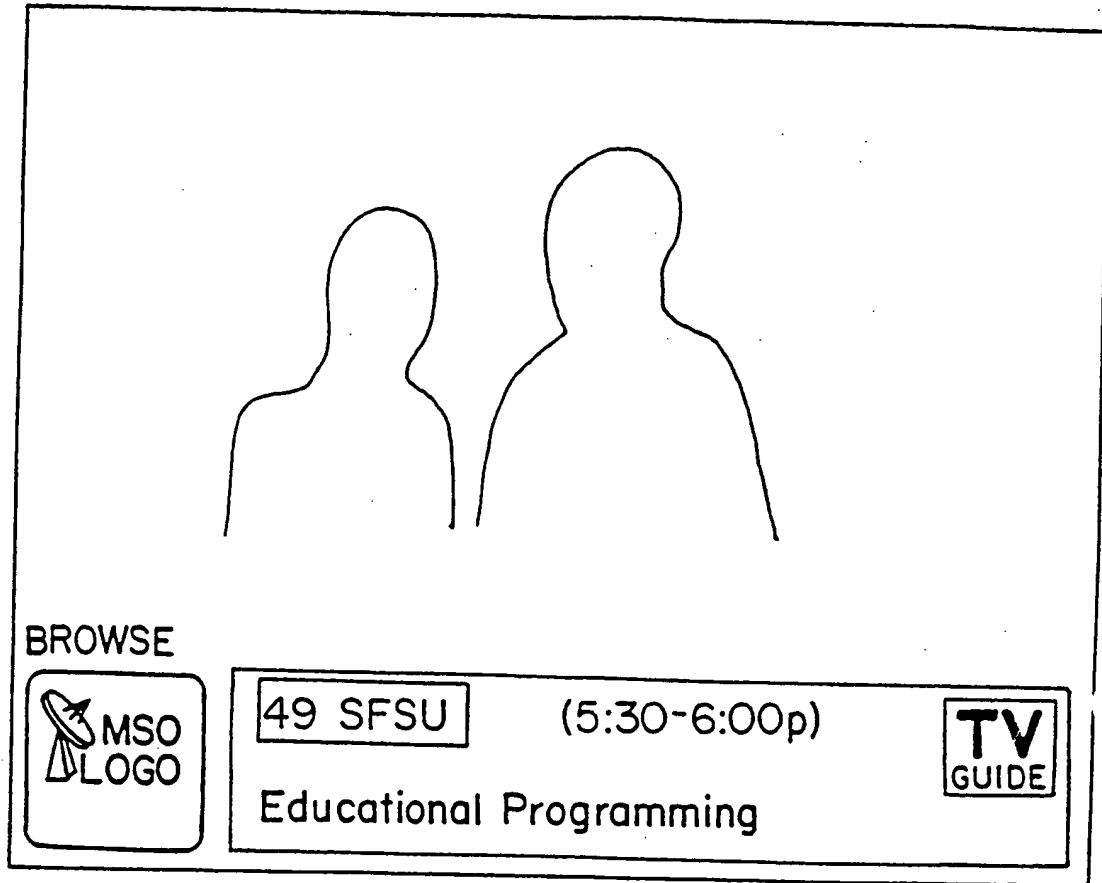 BROWSE
MSO
LOGO
49 SFSU (5:30-6:00p)
Educational Programming
TV
GUIDE